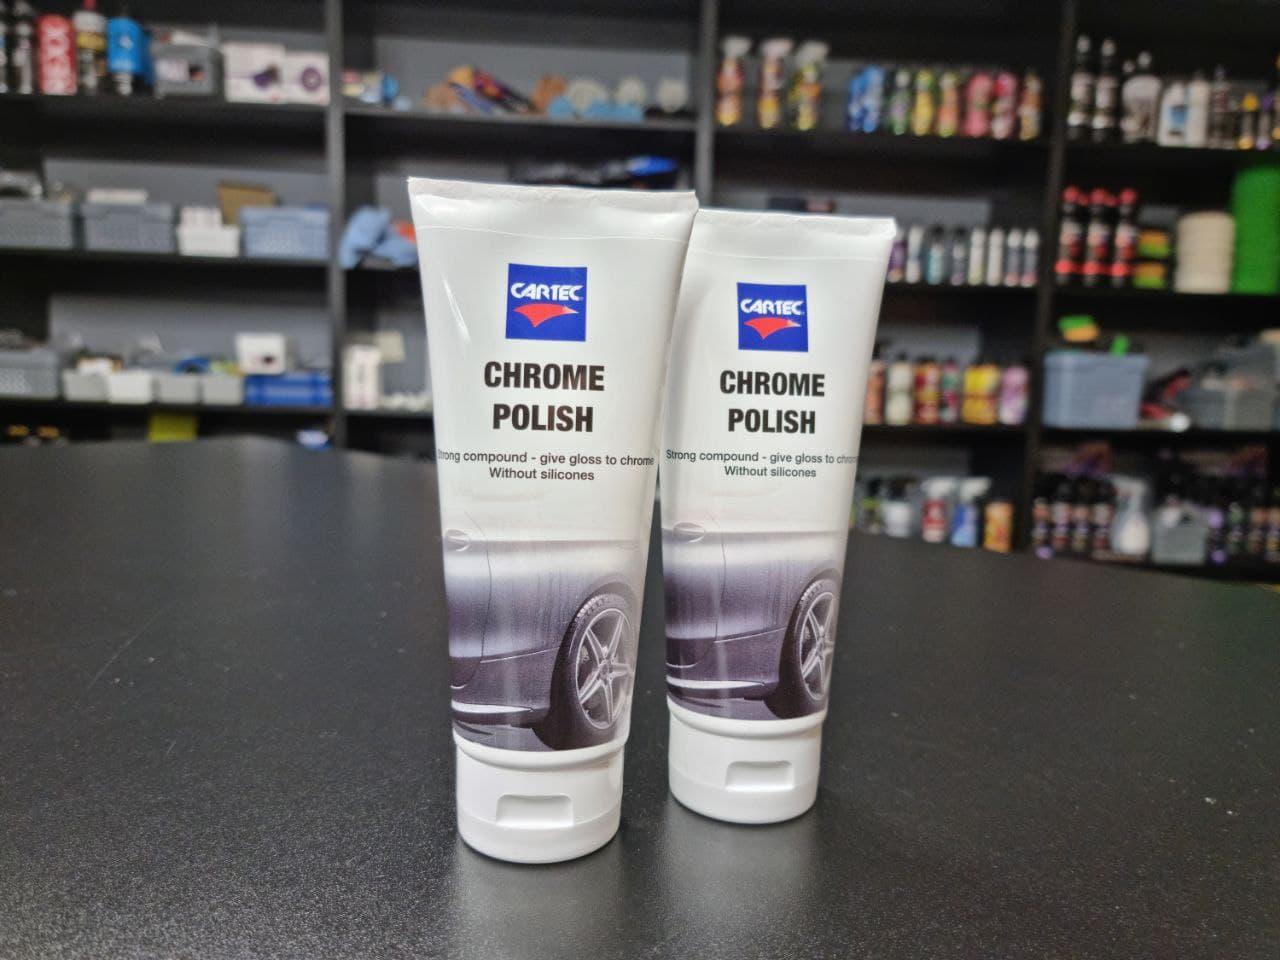 CARTEC
CHROME
POLISH
Strong compound - give gloss to chrome
Without silicones
CARTEC
CHROME
POLISH
Strong compound - give gloss to chrome
Without silicones